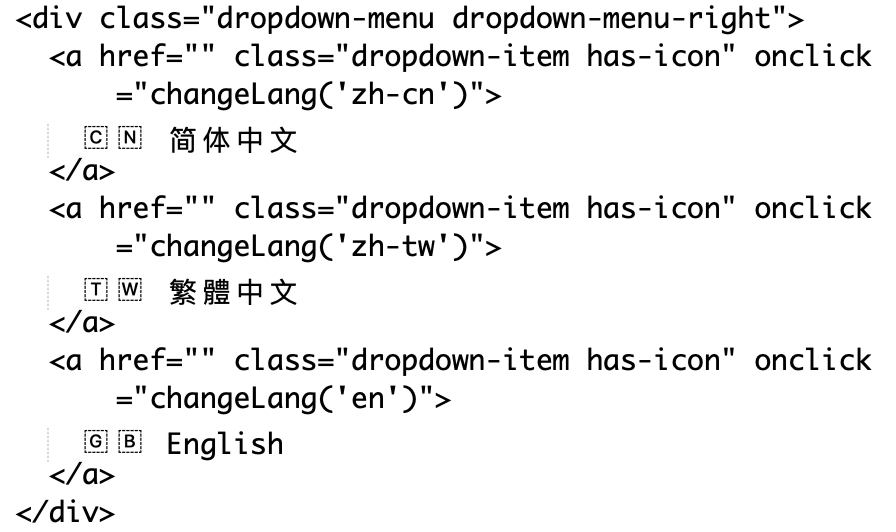 <div class="dropdown-menu dropdown-menu-right">
<a href="" class="dropdown-item has-icon" onclick
="changeLang('zh-cn')">
🇨🇳 简体中文
</a>
<a href="" class="dropdown-item has-icon" onclick
="changeLang('zh-tw')">
🇹🇼 繁體中文
</a>
<a href="" class="dropdown-item has-icon" onclick
="changeLang('en')">
🇬🇧 English
</a>
</div>